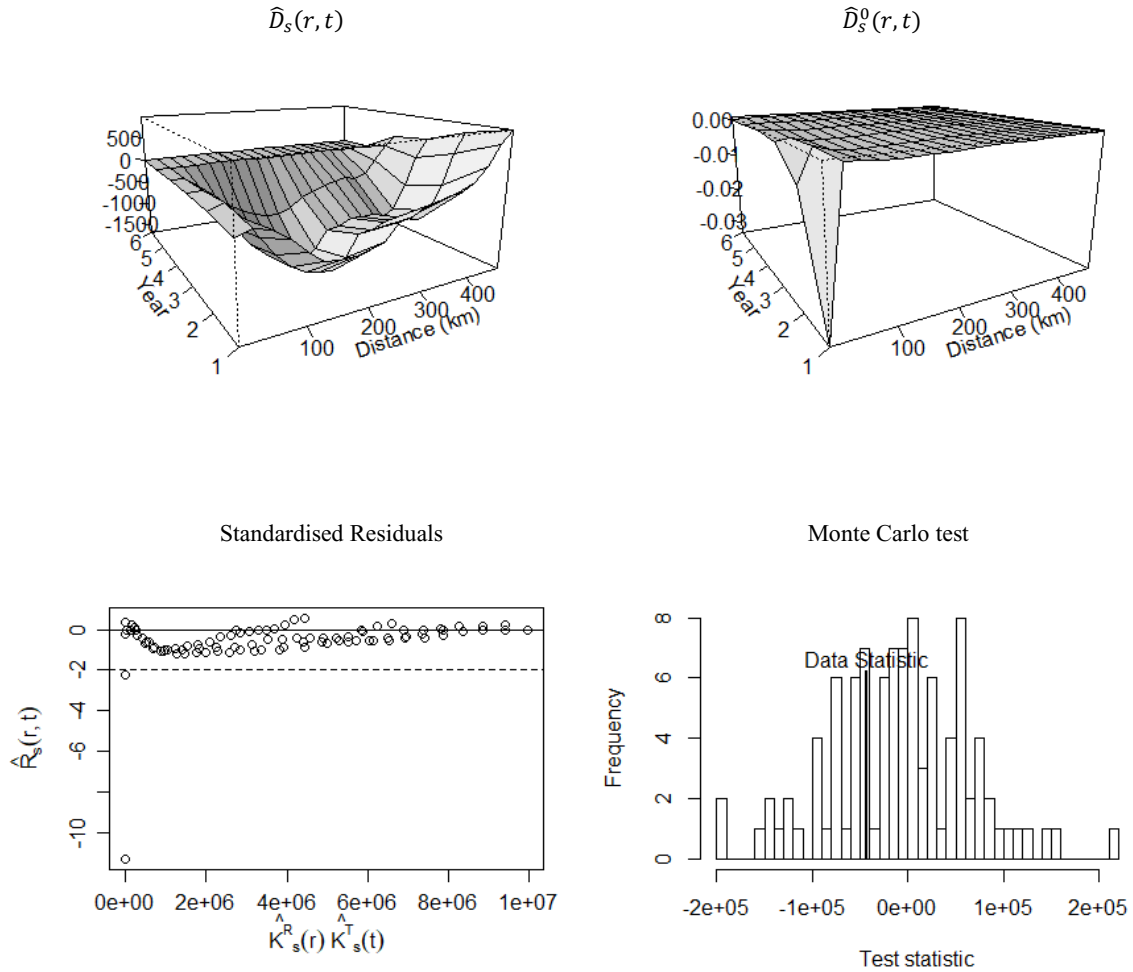 D̂ₛ(r, t)
D̂ₛ⁰(r, t)
500
0
-500
-1000
-1500
6
5
4
3
2
1
Year
100
200
300
400
Distance (km)
0.00
-0.01
-0.02
-0.03
6
5
4
3
2
1
Year
100
200
300
400
Distance (km)
Standardised Residuals
0
-2
-6
-10
R̂ₛ(r, t)
0e+00
2e+06
4e+06
6e+06
8e+06
1e+07
K̂ᴿₛ(r) K̂ᵀₛ(t)
Monte Carlo test
Data Statistic
8
6
4
2
0
Frequency
-2e+05
-1e+05
0e+00
1e+05
2e+05
Test statistic